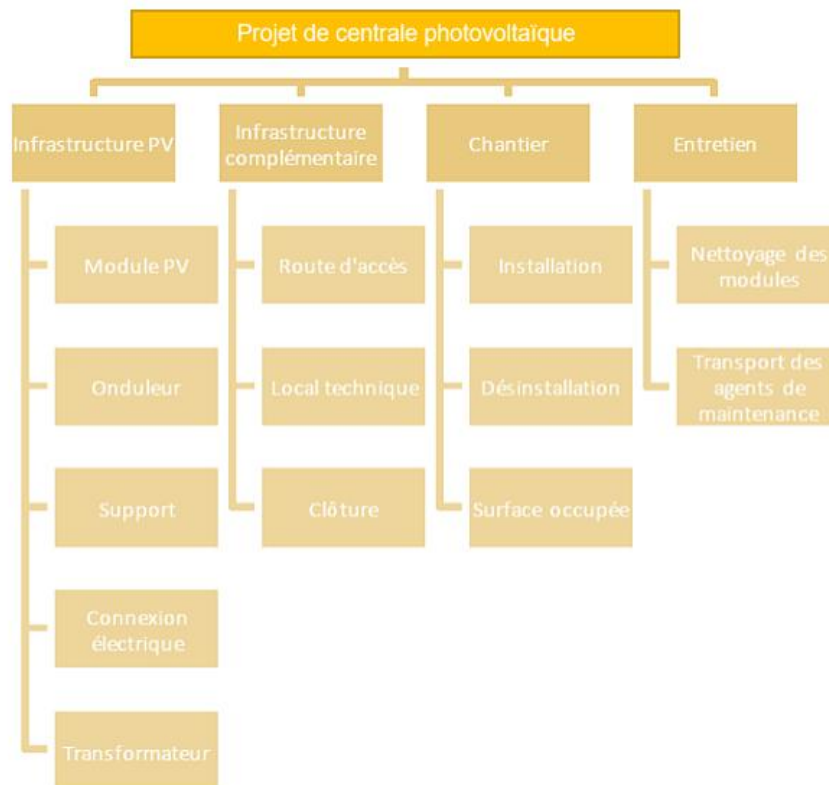 Projet de centrale photovoltaïque
Infrastructure PV
Infrastructure
complémentaire
Chantier
Entretien
Module PV
Onduleur
Support
Connexion
électrique
Transformateur
Route d'accès
Local technique
Clôture
Installation
Désinstallation
Surface occupée
Nettoyage des
modules
Transport des
agents de
maintenance